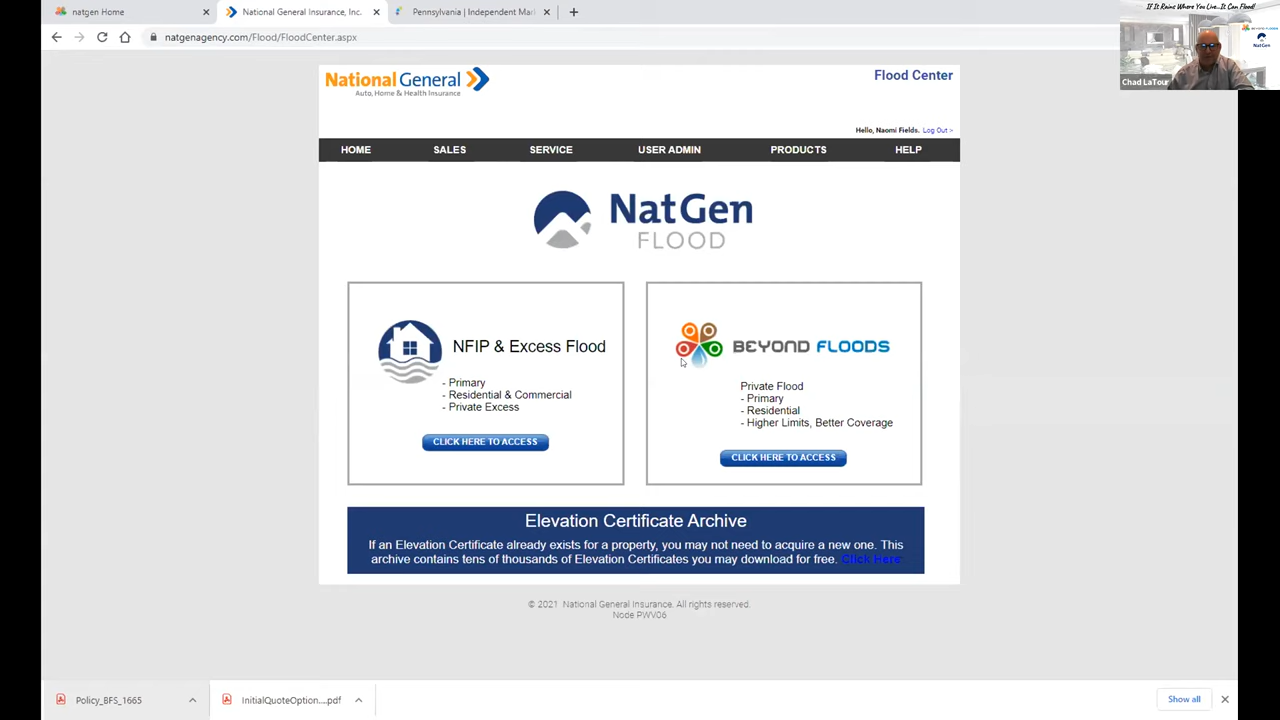 natgen Home
National General Insurance, Inc.
Pennsylvania | Independent Mar
natgenagency.com/Flood/FloodCenter.aspx
If It Rains Where You Live...It Can Flood!
BEYOND FLOODS
NatGen
Chad LaTour
National General
Auto, Home & Health Insurance
Flood Center
Hello, Naomi Fields. Log Out >
HOME SALES SERVICE USER ADMIN PRODUCTS HELP
NatGen
FLOOD
NFIP & Excess Flood
- Primary
- Residential & Commercial
- Private Excess
CLICK HERE TO ACCESS
BEYOND FLOODS
Private Flood
- Primary
- Residential
- Higher Limits, Better Coverage
CLICK HERE TO ACCESS
Elevation Certificate Archive
If an Elevation Certificate already exists for a property, you may not need to acquire a new one. This
archive contains tens of thousands of Elevation Certificates you may download for free. Click Here
© 2021 National General Insurance. All rights reserved.
Node PWV06
Policy_BFS_1665
InitialQuoteOption....pdf
Show all